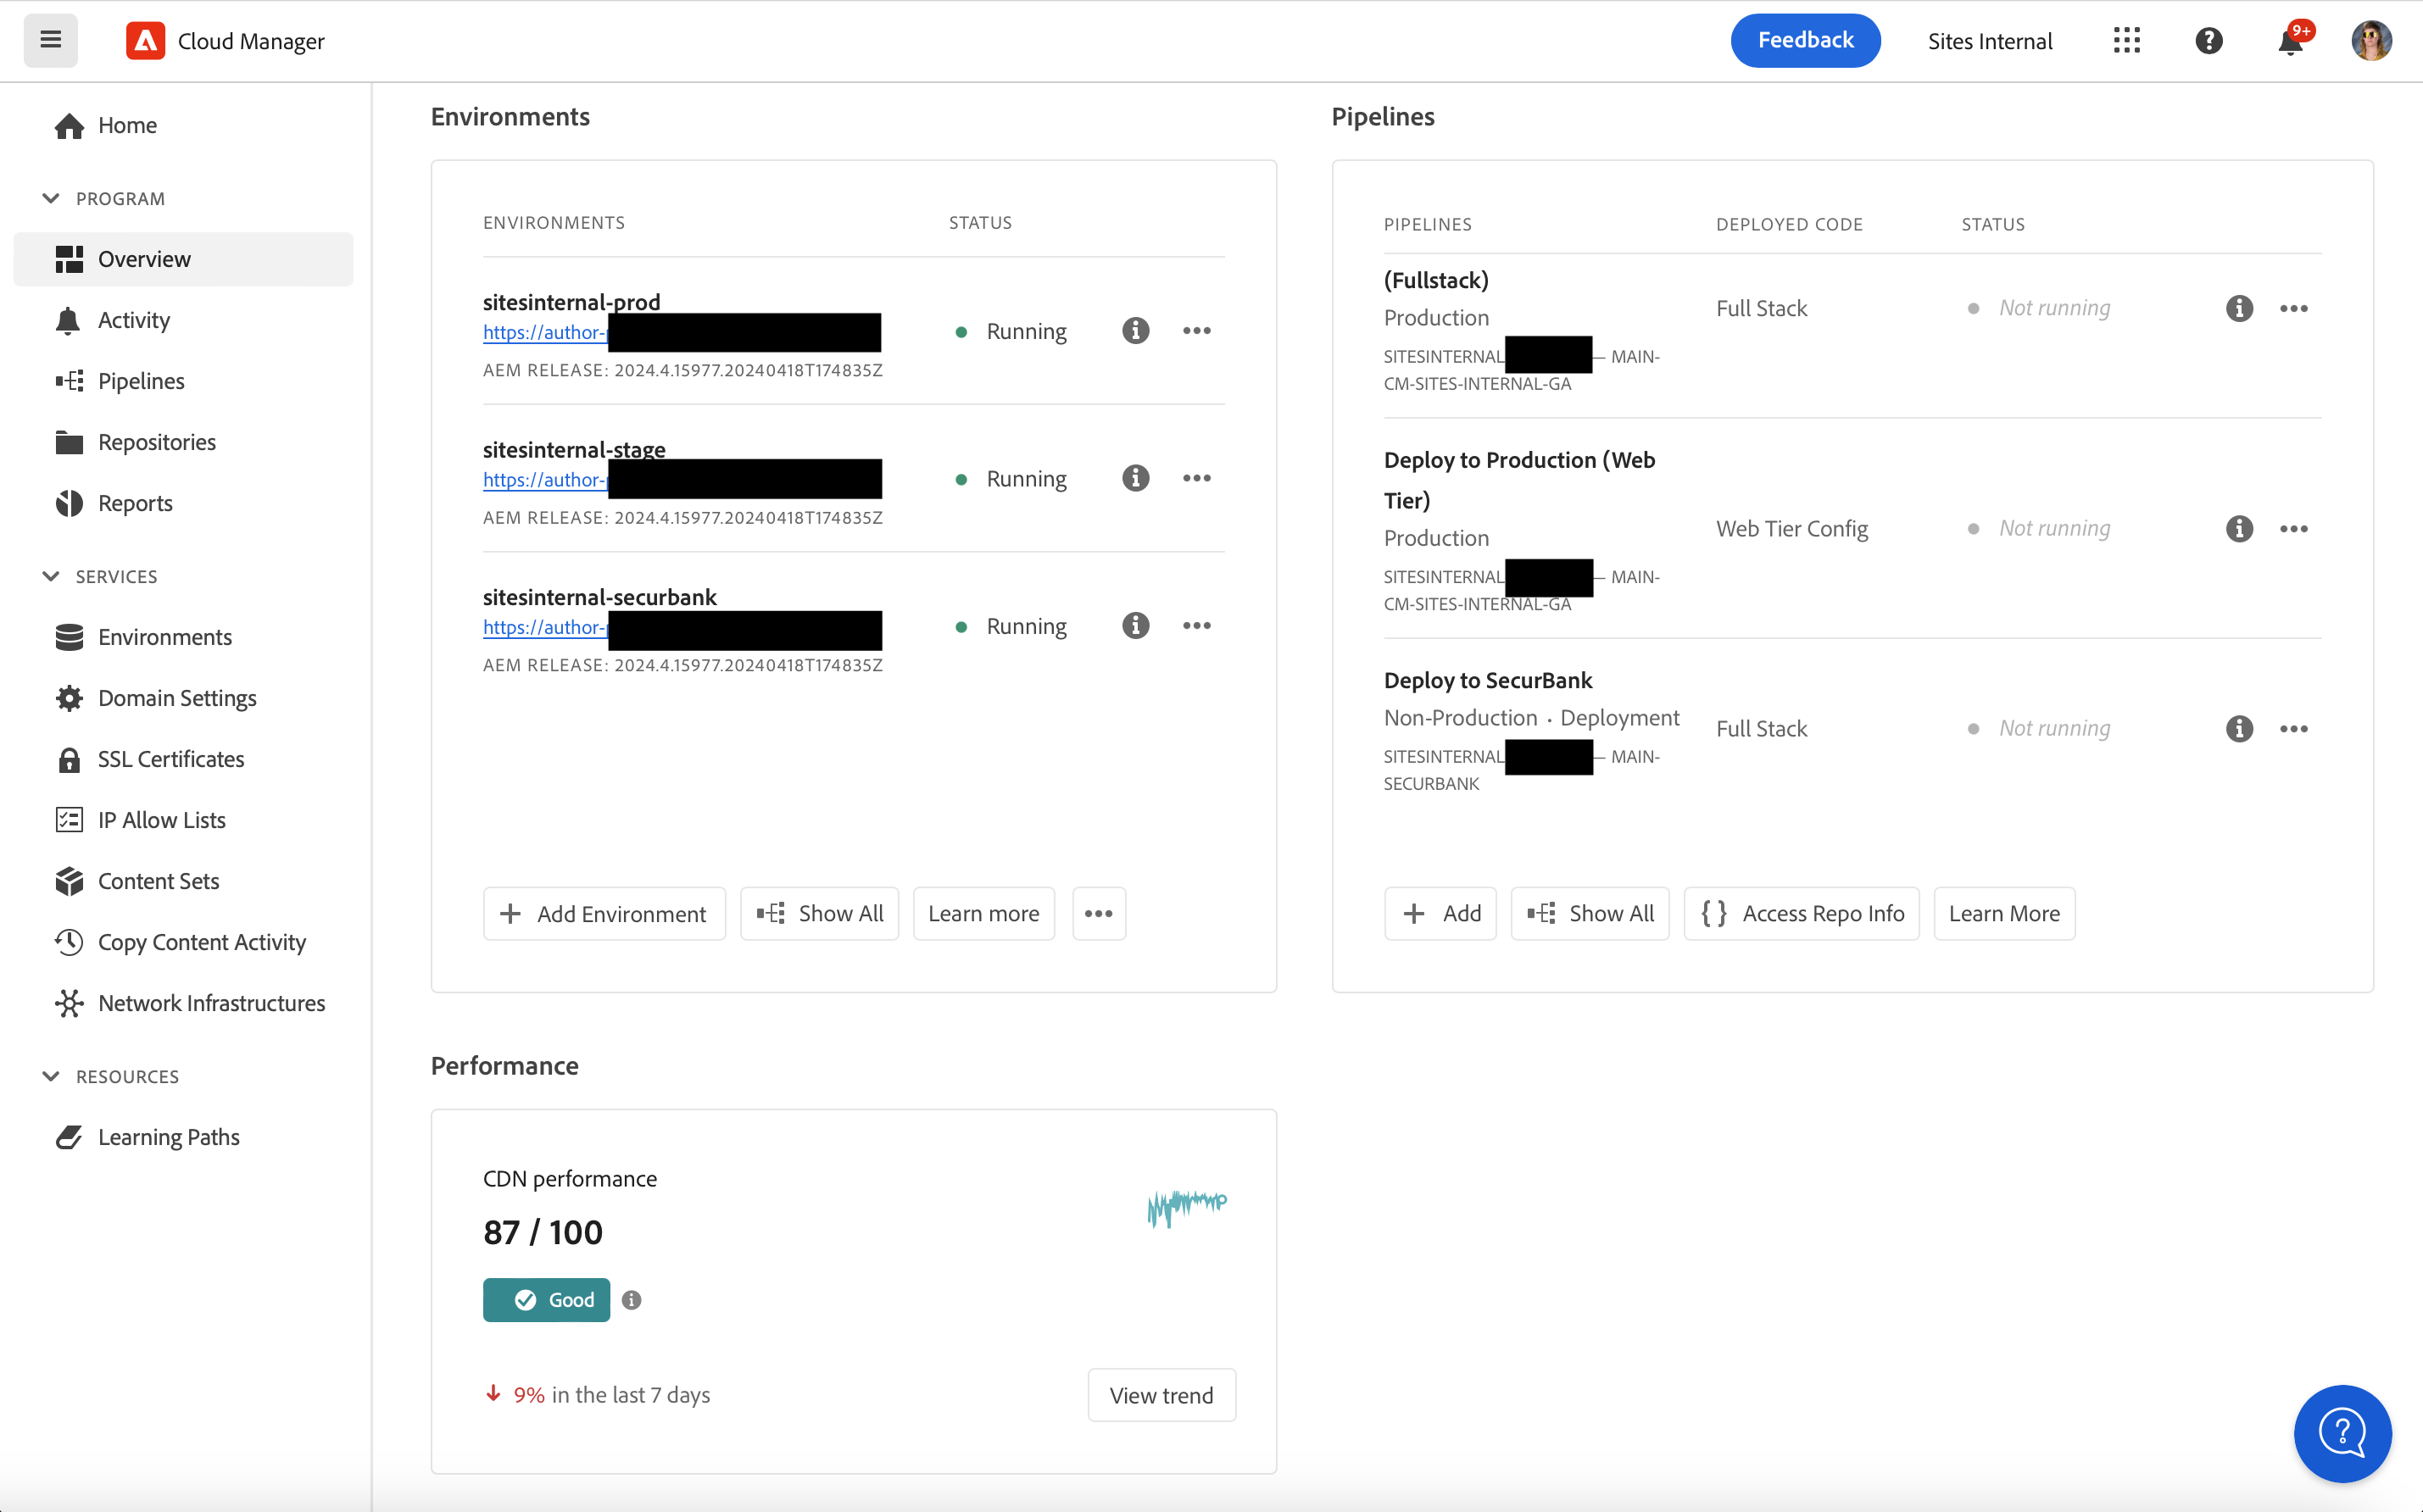 Cloud Manager
Feedback
Sites Internal
9+
Home
PROGRAM
Overview
Activity
Pipelines
Repositories
Reports
SERVICES
Environments
Domain Settings
SSL Certificates
IP Allow Lists
Content Sets
Copy Content Activity
Network Infrastructures
RESOURCES
Learning Paths
Environments
ENVIRONMENTS STATUS
sitesinternal-prod
https://author-
Running
AEM RELEASE: 2024.4.15977.20240418T174835Z
sitesinternal-stage
https://author-
Running
AEM RELEASE: 2024.4.15977.20240418T174835Z
sitesinternal-securbank
https://author-
Running
AEM RELEASE: 2024.4.15977.20240418T174835Z
Add Environment
Show All
Learn more
Pipelines
PIPELINES DEPLOYED CODE STATUS
(Fullstack)
Production
Full Stack
Not running
SITESINTERNAL — MAIN-
CM-SITES-INTERNAL-GA
Deploy to Production (Web
Tier)
Production
Web Tier Config
Not running
SITESINTERNAL — MAIN-
CM-SITES-INTERNAL-GA
Deploy to SecurBank
Non-Production · Deployment
Full Stack
Not running
SITESINTERNAL — MAIN-
SECURBANK
Add
Show All
Access Repo Info
Learn More
Performance
CDN performance
87 / 100
Good
9% in the last 7 days
View trend